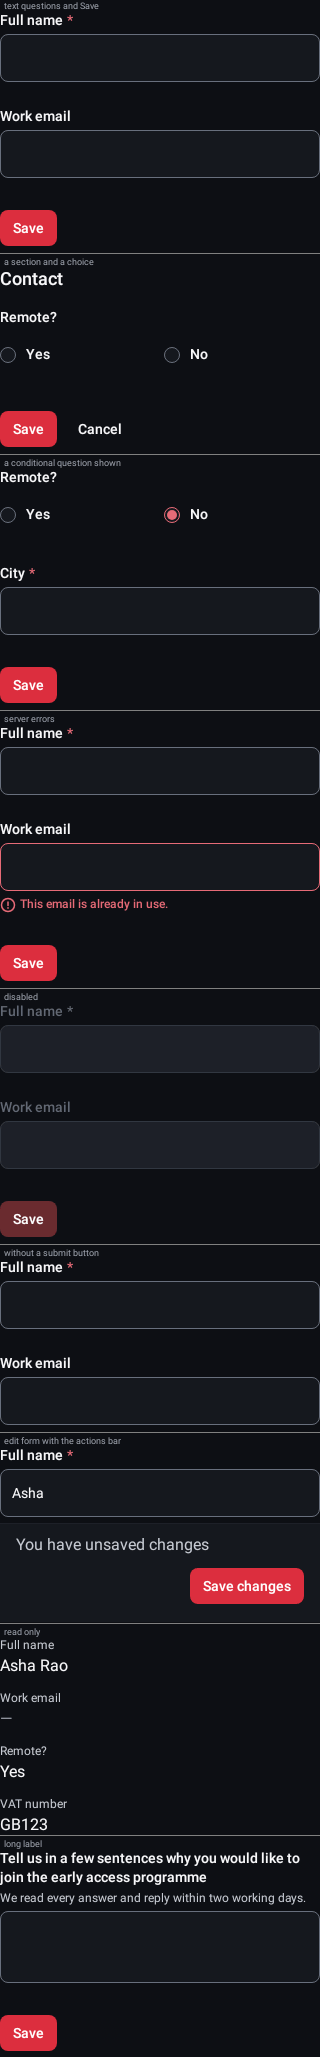 text questions and Save
Full name *
Work email
Save
a section and a choice
Contact
Remote?
Yes No
Save Cancel
a conditional question shown
Remote?
Yes No
City *
Save
server errors
Full name *
Work email
This email is already in use.
Save
disabled
Full name *
Work email
Save
without a submit button
Full name *
Work email
edit form with the actions bar
Full name *
Asha
You have unsaved changes
Save changes
read only
Full name
Asha Rao
Work email
—
Remote?
Yes
VAT number
GB123
long label
Tell us in a few sentences why you would like to
join the early access programme
We read every answer and reply within two working days.
Save